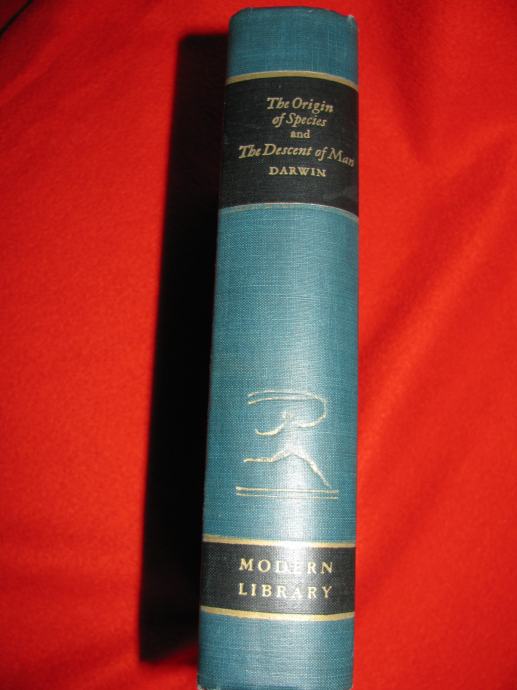 The Origin
of Species
and
The Descent of Man
DARWIN
MODERN
LIBRARY